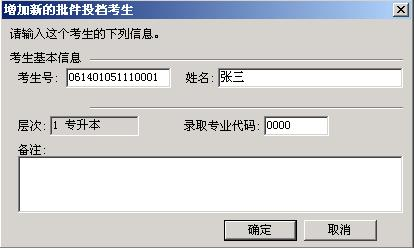 增加新的批件投档考生
请输入这个考生的下列信息。
考生基本信息
考生号: 061401051110001 姓名: 张三
层次: 1 专升本 录取专业代码: 0000
备注:
确定 取消